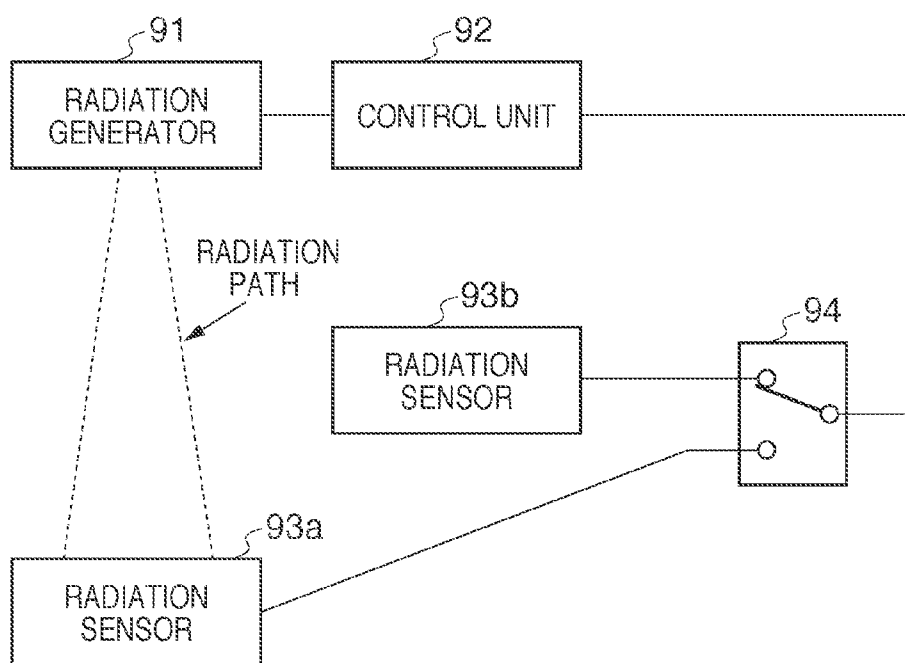 91
RADIATION
GENERATOR
92
CONTROL UNIT
RADIATION
PATH
93b
RADIATION
SENSOR
94
93a
RADIATION
SENSOR